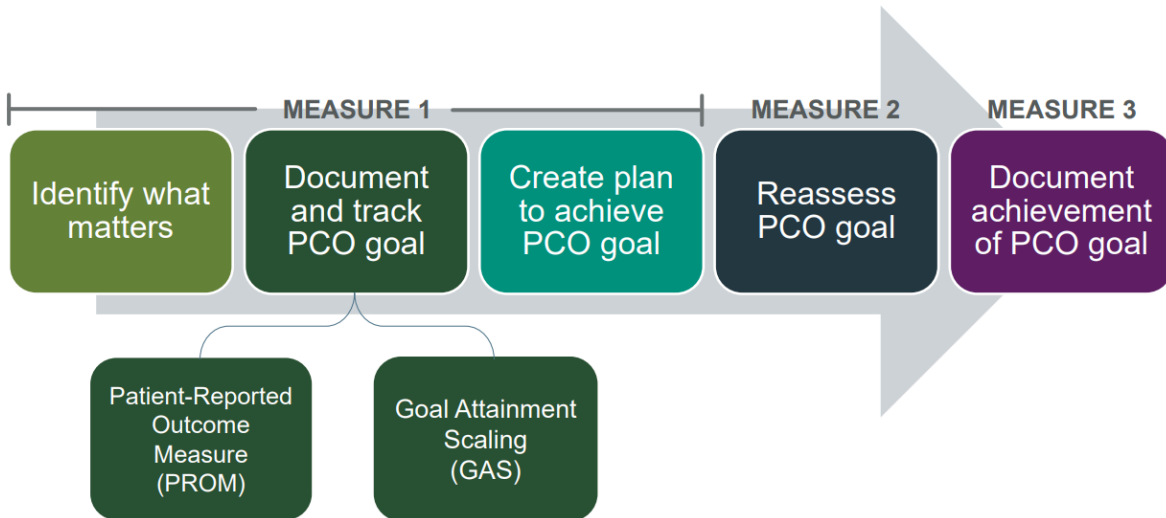 MEASURE 1
MEASURE 2
MEASURE 3
Identify what
matters
Document
and track
PCO goal
Create plan
to achieve
PCO goal
Reassess
PCO goal
Document
achievement
of PCO goal
Patient-Reported
Outcome
Measure
(PROM)
Goal Attainment
Scaling
(GAS)